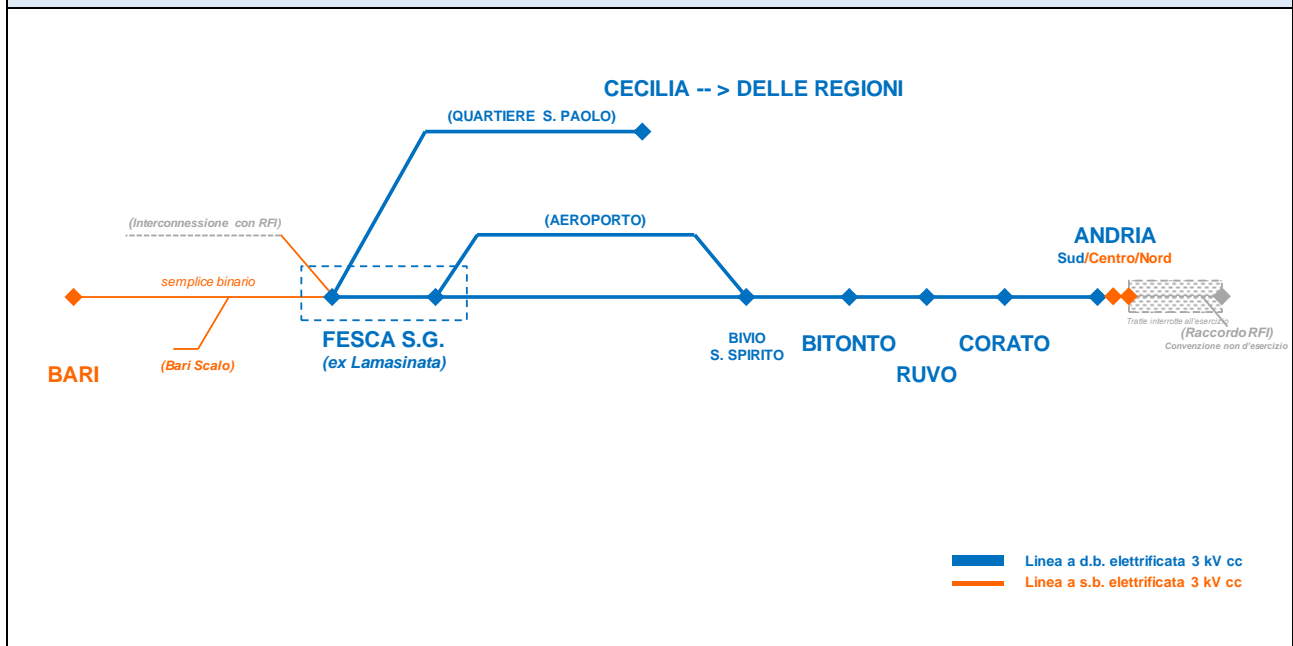 CECILIA -- > DELLE REGIONI
(QUARTIERE S. PAOLO)
(Interconnessione con RFI)
(AEROPORTO)
ANDRIA
Sud/Centro/Nord
semplice binario
Tratte interrotte all'esercizio
(Raccordo RFI)
Convenzione non d'esercizio
FESCA S.G.
(ex Lamasinata)
BIVIO
S. SPIRITO
BITONTO
CORATO
(Bari Scalo)
BARI
RUVO
Linea a d.b. elettrificata 3 kV cc
Linea a s.b. elettrificata 3 kV cc